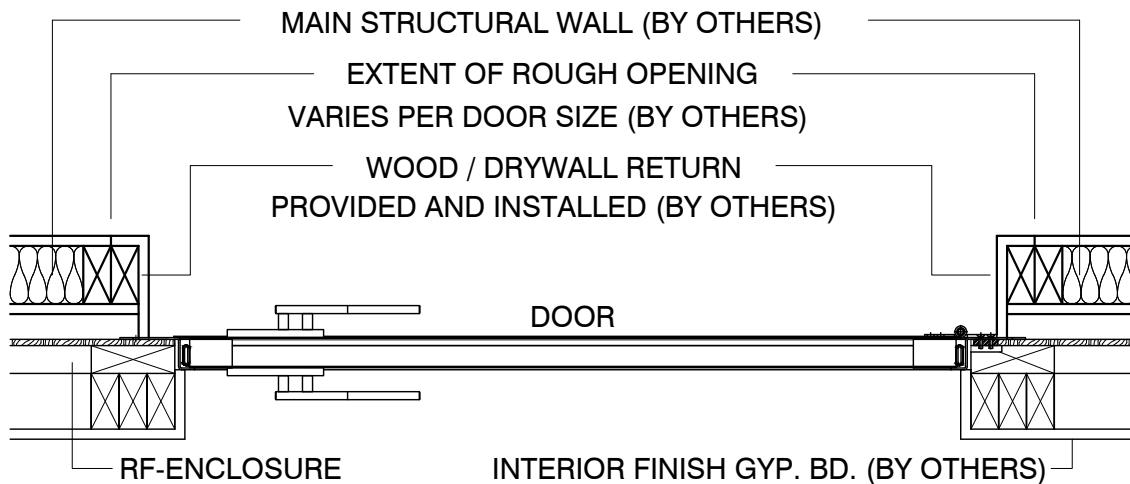 MAIN STRUCTURAL WALL (BY OTHERS)
EXTENT OF ROUGH OPENING
VARIES PER DOOR SIZE (BY OTHERS)
WOOD / DRYWALL RETURN
PROVIDED AND INSTALLED (BY OTHERS)
DOOR
RF-ENCLOSURE
INTERIOR FINISH GYP. BD. (BY OTHERS)